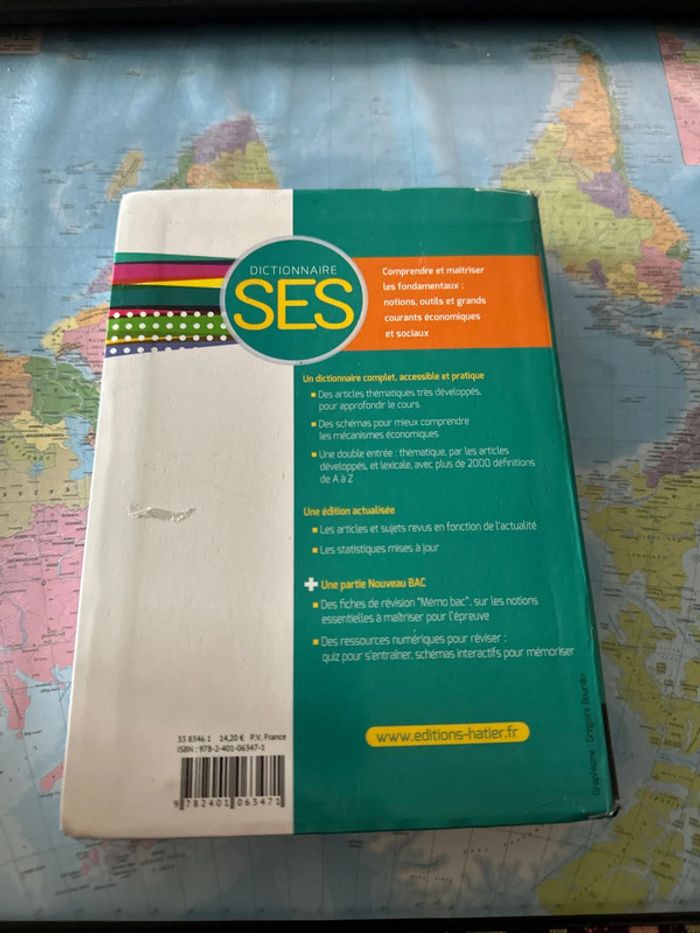 DICTIONNAIRE
SES
Comprendre et maîtriser
les fondamentaux :
notions, outils et grands
courants économiques
et sociaux
Un dictionnaire complet, accessible et pratique
Des articles thématiques très développés,
pour approfondir le cours
Des schémas pour mieux comprendre
les mécanismes économiques
Une double entrée : thématique, par les articles
développés, et lexicale, avec plus de 2000 définitions
de A à Z
Une édition actualisée
Les articles et sujets revus en fonction de l'actualité
Les statistiques mises à jour
+ Une partie Nouveau BAC
Des fiches de révision "Mémo bac", sur les notions
essentielles à maîtriser pour l'épreuve
Des ressources numériques pour réviser :
quiz pour s'entraîner, schémas interactifs pour mémoriser
www.editions-hatier.fr
33 8346 1 14,20 € P.V. France
ISBN : 978-2-401-06347-1
9 782401 063471
Graphisme : Grégoire Bourdin